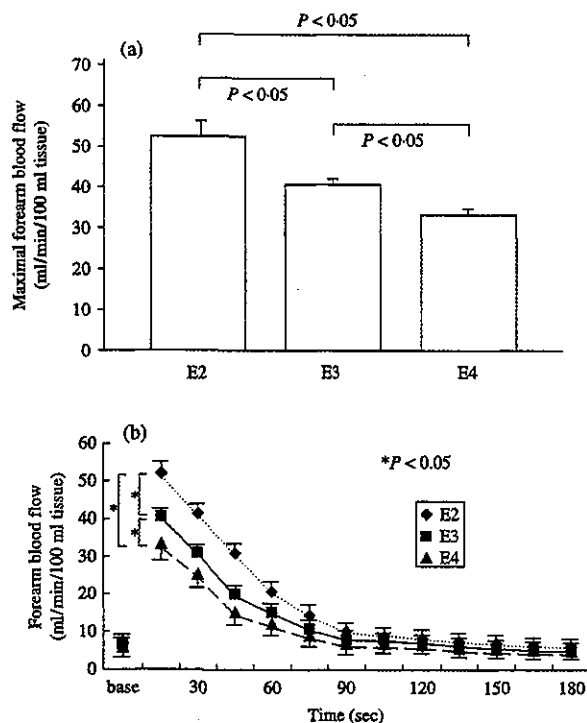 (a)
P < 0·05
P < 0·05
P < 0·05
Maximal forearm blood flow
(ml/min/100 ml tissue)
70
60
50
40
30
20
10
0
E2 E3 E4
(b)
*P < 0.05
Forearm blood flow
(ml/min/100 ml tissue)
60
50
40
30
20
10
0
* * *
E2
E3
E4
base 30 60 90 120 150 180
Time (sec)